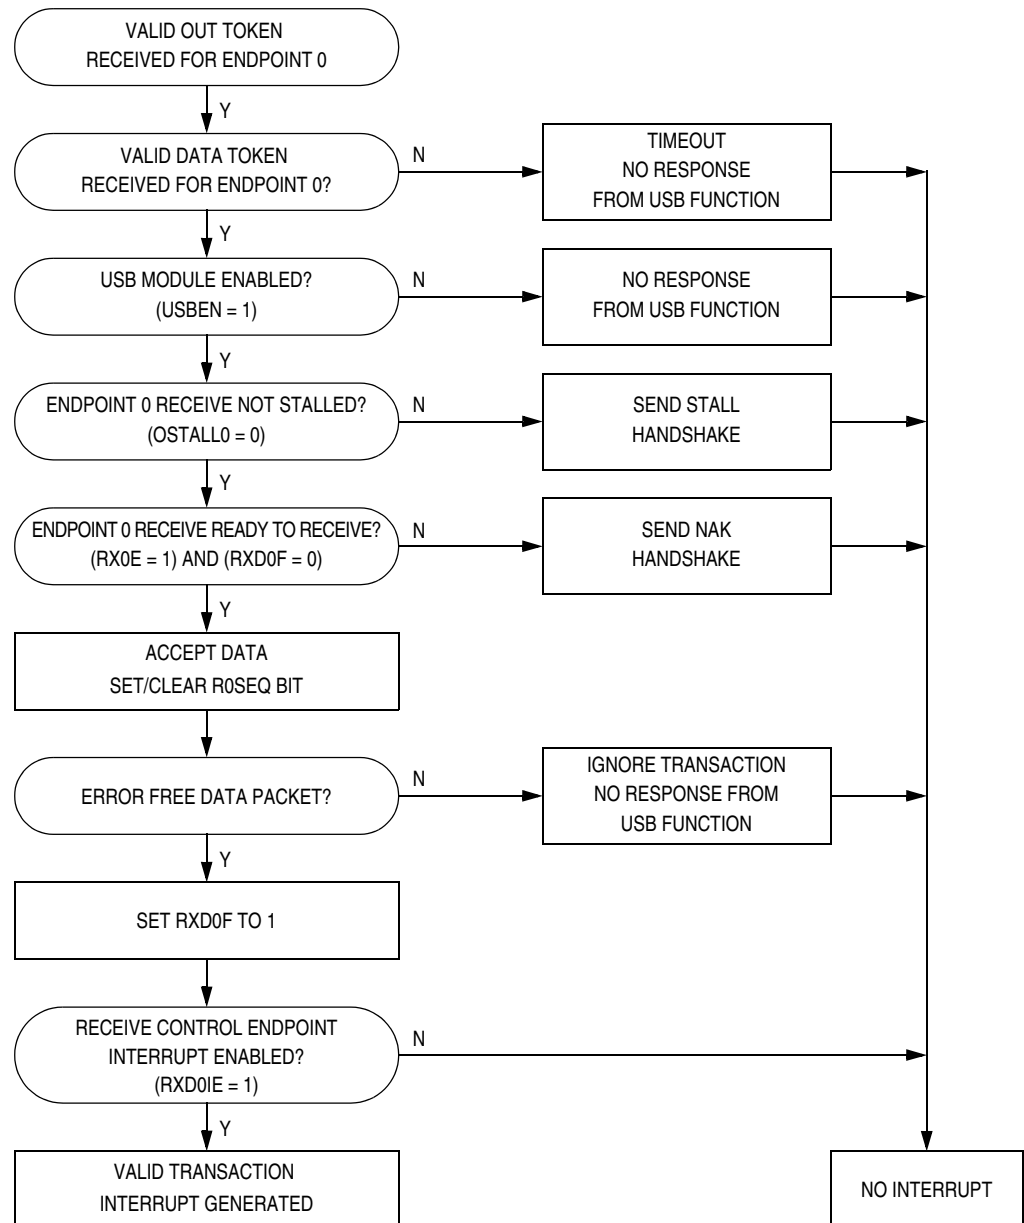 VALID OUT TOKEN
RECEIVED FOR ENDPOINT 0
Y
VALID DATA TOKEN
RECEIVED FOR ENDPOINT 0?
N
TIMEOUT
NO RESPONSE
FROM USB FUNCTION
Y
USB MODULE ENABLED?
(USBEN = 1)
N
NO RESPONSE
FROM USB FUNCTION
Y
ENDPOINT 0 RECEIVE NOT STALLED?
(OSTALL0 = 0)
N
SEND STALL
HANDSHAKE
Y
ENDPOINT 0 RECEIVE READY TO RECEIVE?
(RX0E = 1) AND (RXD0F = 0)
N
SEND NAK
HANDSHAKE
Y
ACCEPT DATA
SET/CLEAR R0SEQ BIT
ERROR FREE DATA PACKET?
N
IGNORE TRANSACTION
NO RESPONSE FROM
USB FUNCTION
Y
SET RXD0F TO 1
RECEIVE CONTROL ENDPOINT
INTERRUPT ENABLED?
(RXD0IE = 1)
N
Y
VALID TRANSACTION
INTERRUPT GENERATED
NO INTERRUPT